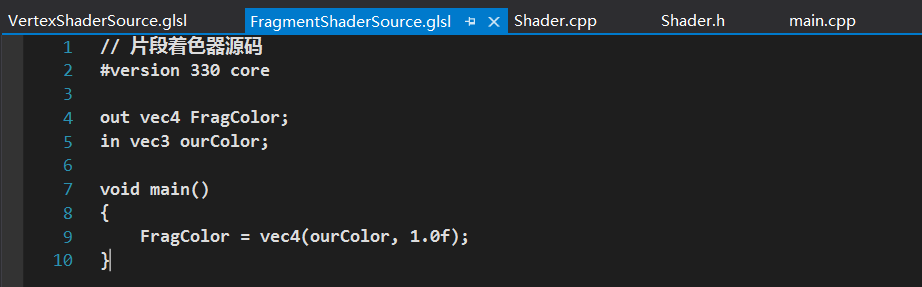 VertexShaderSource.glsl FragmentShaderSource.glsl Shader.cpp Shader.h main.cpp
1 // 片段着色器源码
2 #version 330 core
3
4 out vec4 FragColor;
5 in vec3 ourColor;
6
7 void main()
8 {
9     FragColor = vec4(ourColor, 1.0f);
10 }